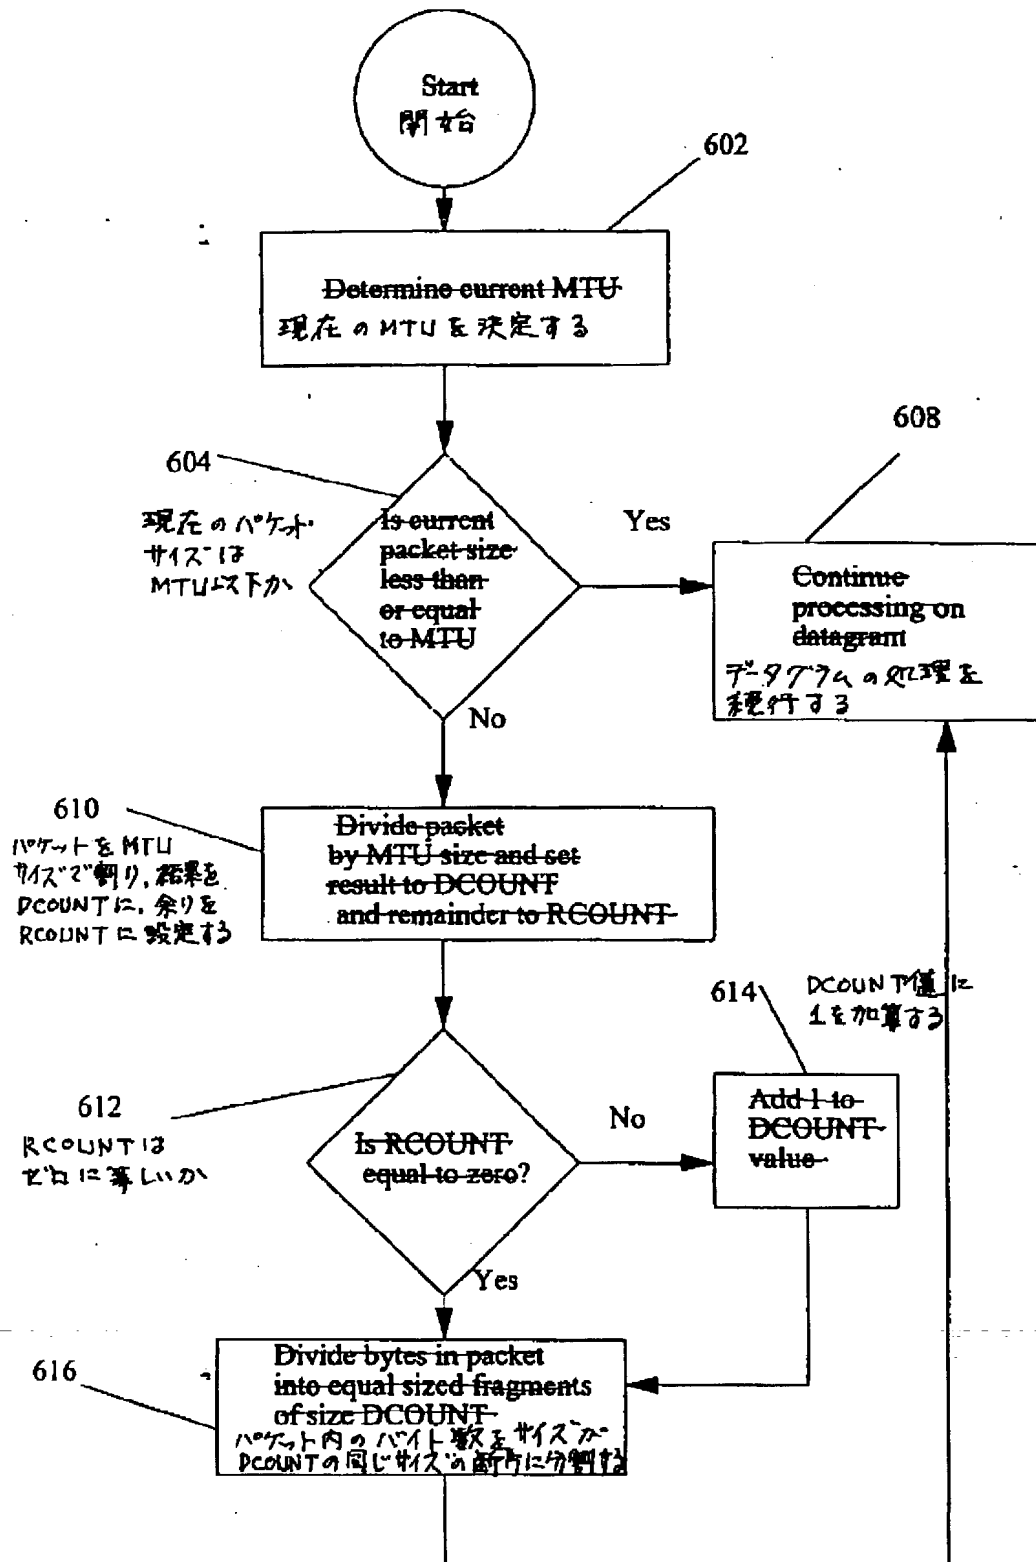 Start
開始
602
Determine current MTU
現在のMTUを決定する
604
現在のパケット
サイズは
MTU以下か
Is current
packet size
less than
or equal
to MTU
Yes
608
Continue
processing on
datagrant
データグラムの処理を
続行する
No
610
パケットをMTU
サイズで割り,結果を
DCOUNTに,余りを
RCOUNTに設定する
Divide packet
by MTU size and set
result to DCOUNT
and remainder to RCOUNT
612
RCOUNTは
ゼロに等しいか
Is RCOUNT
equal to zero?
No
614
DCOUNT値に
1を加算する
Add 1 to
DCOUNT
value
Yes
616
Divide bytes in packet
into equal sized fragments
of size DCOUNT
パケット内のバイト数をサイズが
DCOUNTの同じサイズの断片に分割する